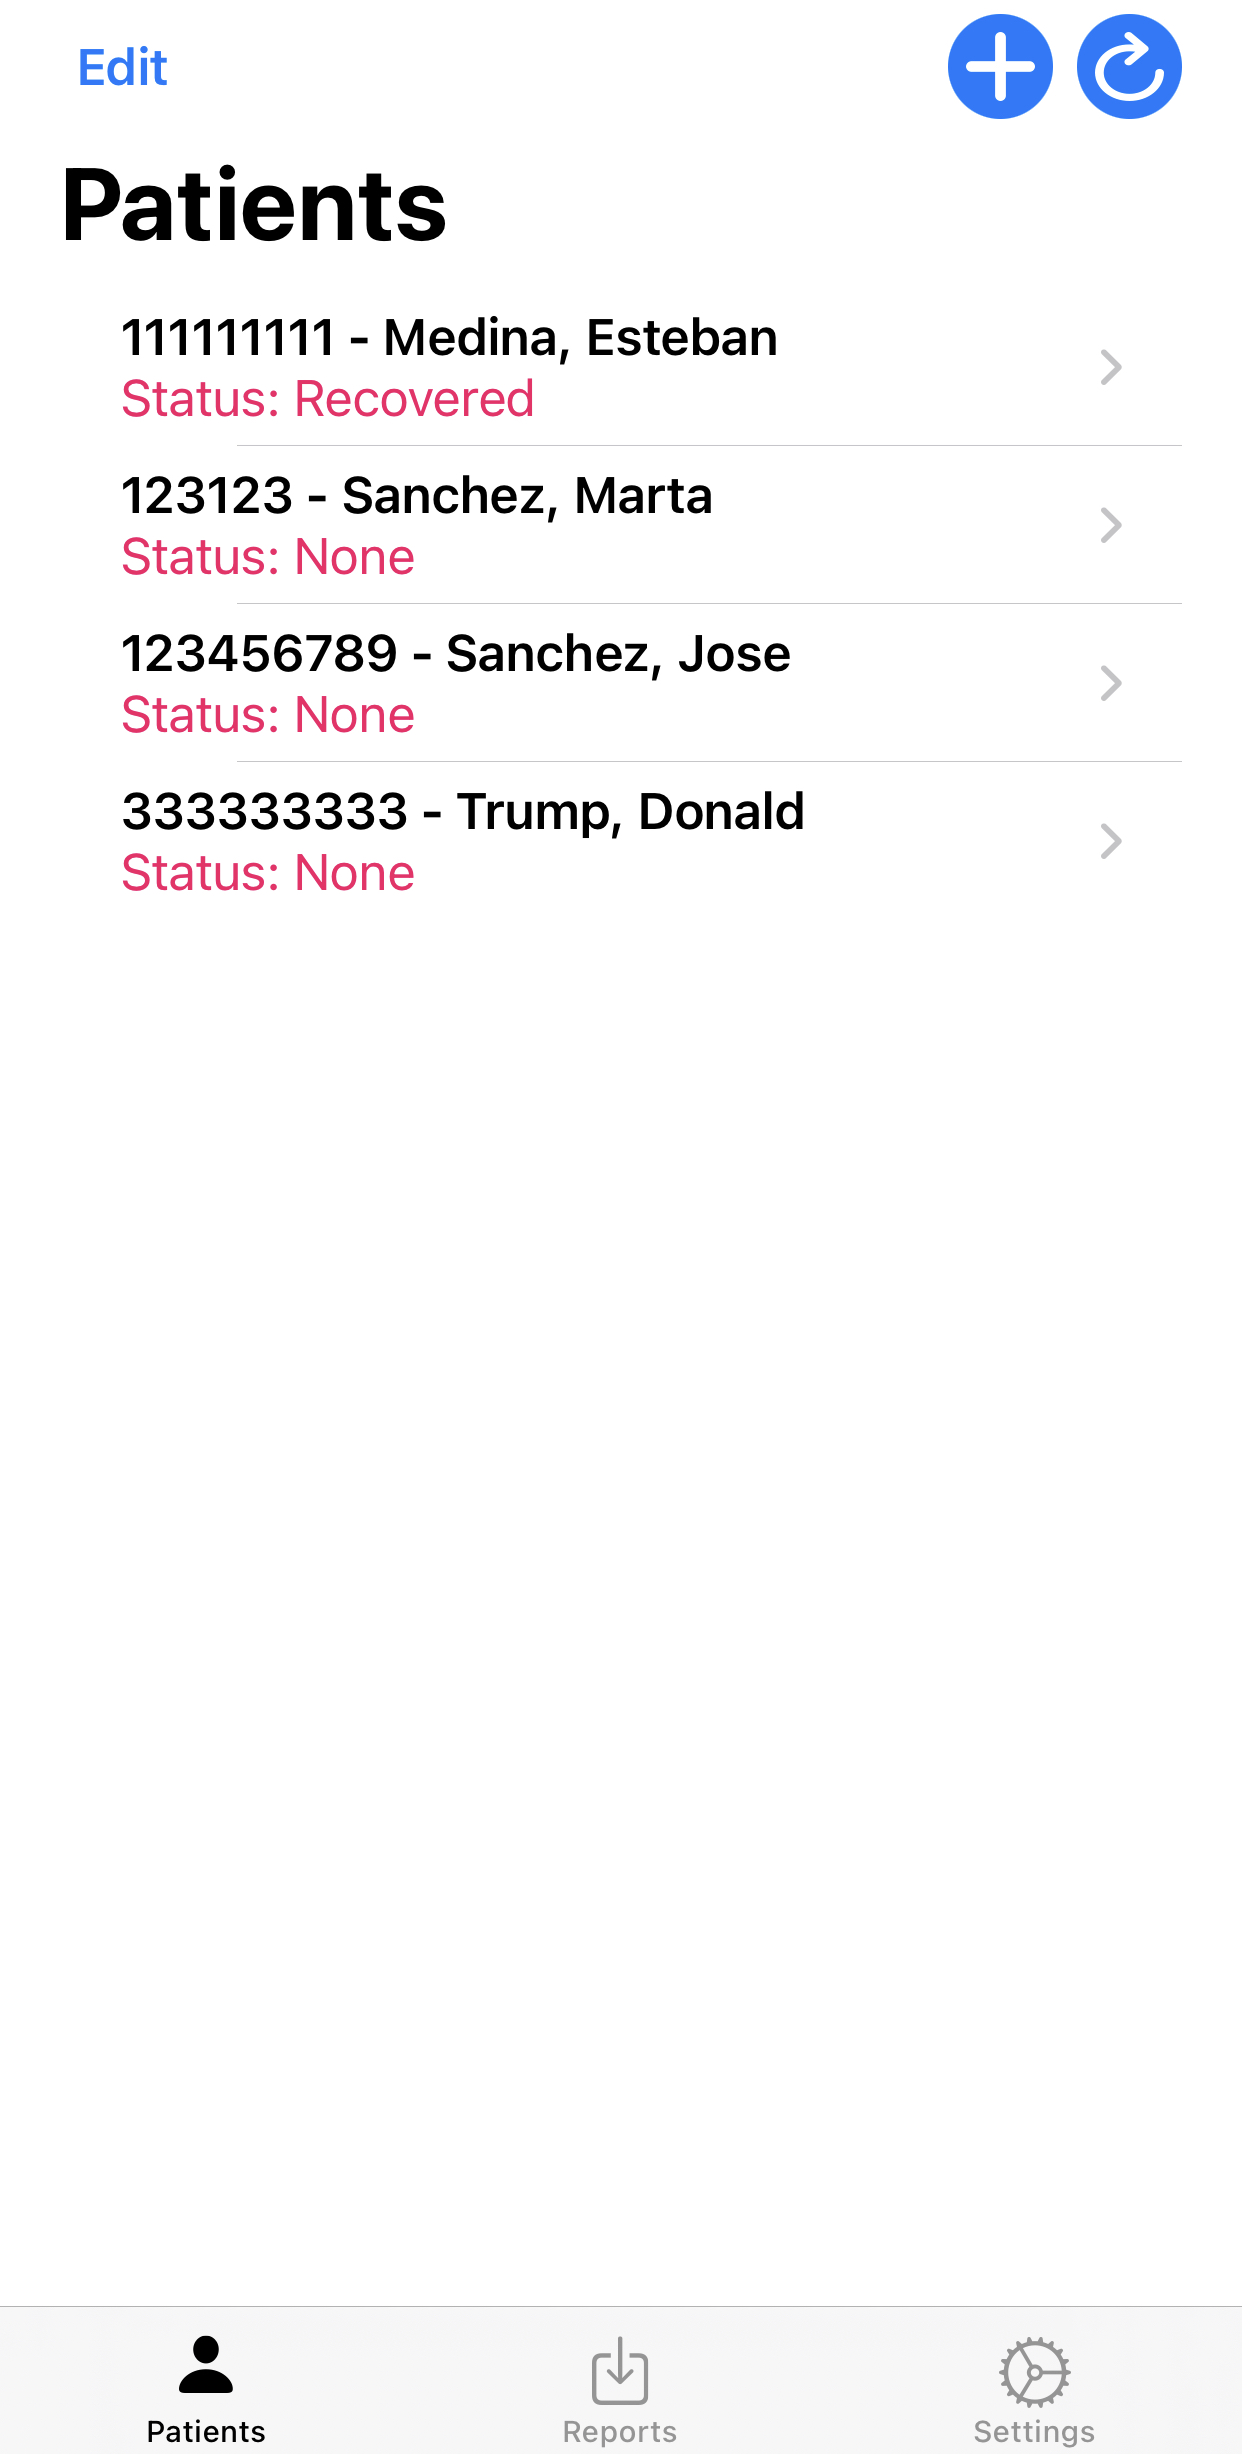 Edit
Patients
111111111 - Medina, Esteban
Status: Recovered
123123 - Sanchez, Marta
Status: None
123456789 - Sanchez, Jose
Status: None
333333333 - Trump, Donald
Status: None
Patients
Reports
Settings